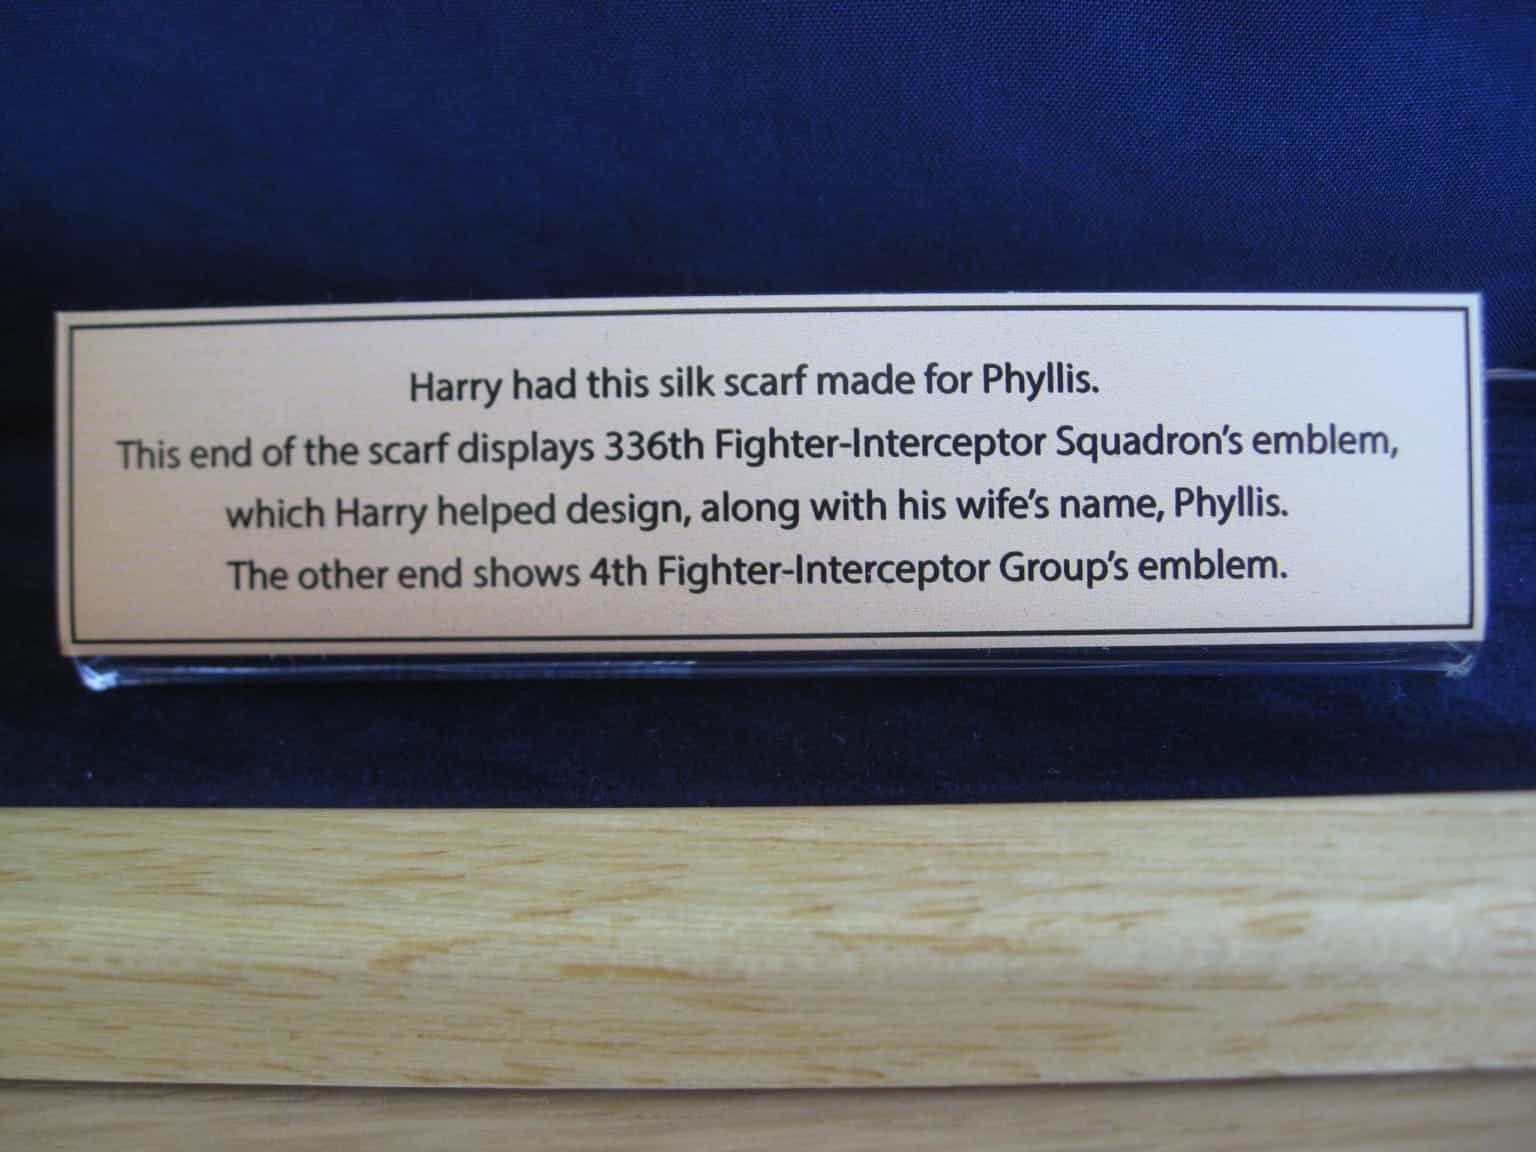 Harry had this silk scarf made for Phyllis.
This end of the scarf displays 336th Fighter-Interceptor Squadron's emblem,
which Harry helped design, along with his wife's name, Phyllis.
The other end shows 4th Fighter-Interceptor Group's emblem.